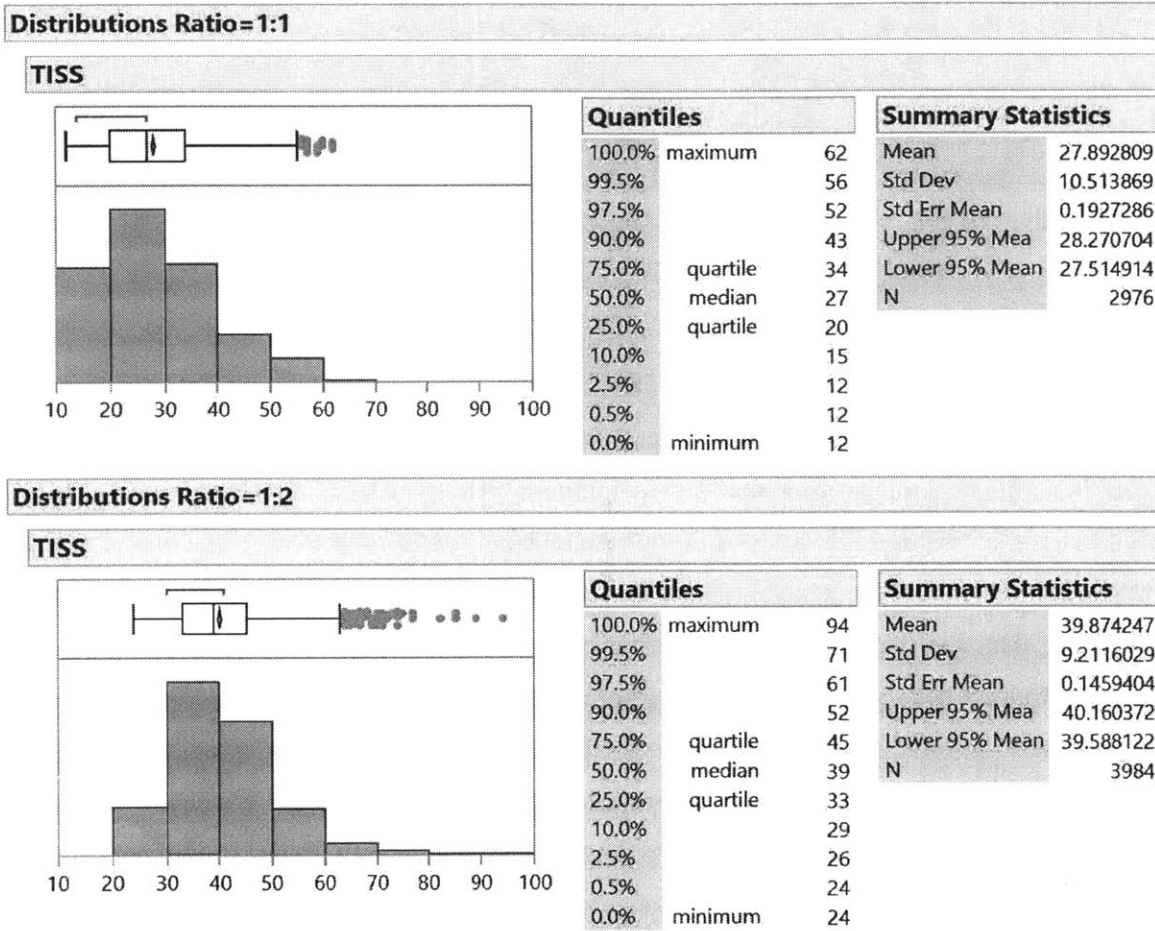 Distributions Ratio=1:1
TISS
10 20 30 40 50 60 70 80 90 100
Quantiles
100.0% maximum 62
99.5% 56
97.5% 52
90.0% 43
75.0% quartile 34
50.0% median 27
25.0% quartile 20
10.0% 15
2.5% 12
0.5% 12
0.0% minimum 12
Summary Statistics
Mean 27.892809
Std Dev 10.513869
Std Err Mean 0.1927286
Upper 95% Mea 28.270704
Lower 95% Mean 27.514914
N 2976
Distributions Ratio=1:2
TISS
10 20 30 40 50 60 70 80 90 100
Quantiles
100.0% maximum 94
99.5% 71
97.5% 61
90.0% 52
75.0% quartile 45
50.0% median 39
25.0% quartile 33
10.0% 29
2.5% 26
0.5% 24
0.0% minimum 24
Summary Statistics
Mean 39.874247
Std Dev 9.2116029
Std Err Mean 0.1459404
Upper 95% Mea 40.160372
Lower 95% Mean 39.588122
N 3984